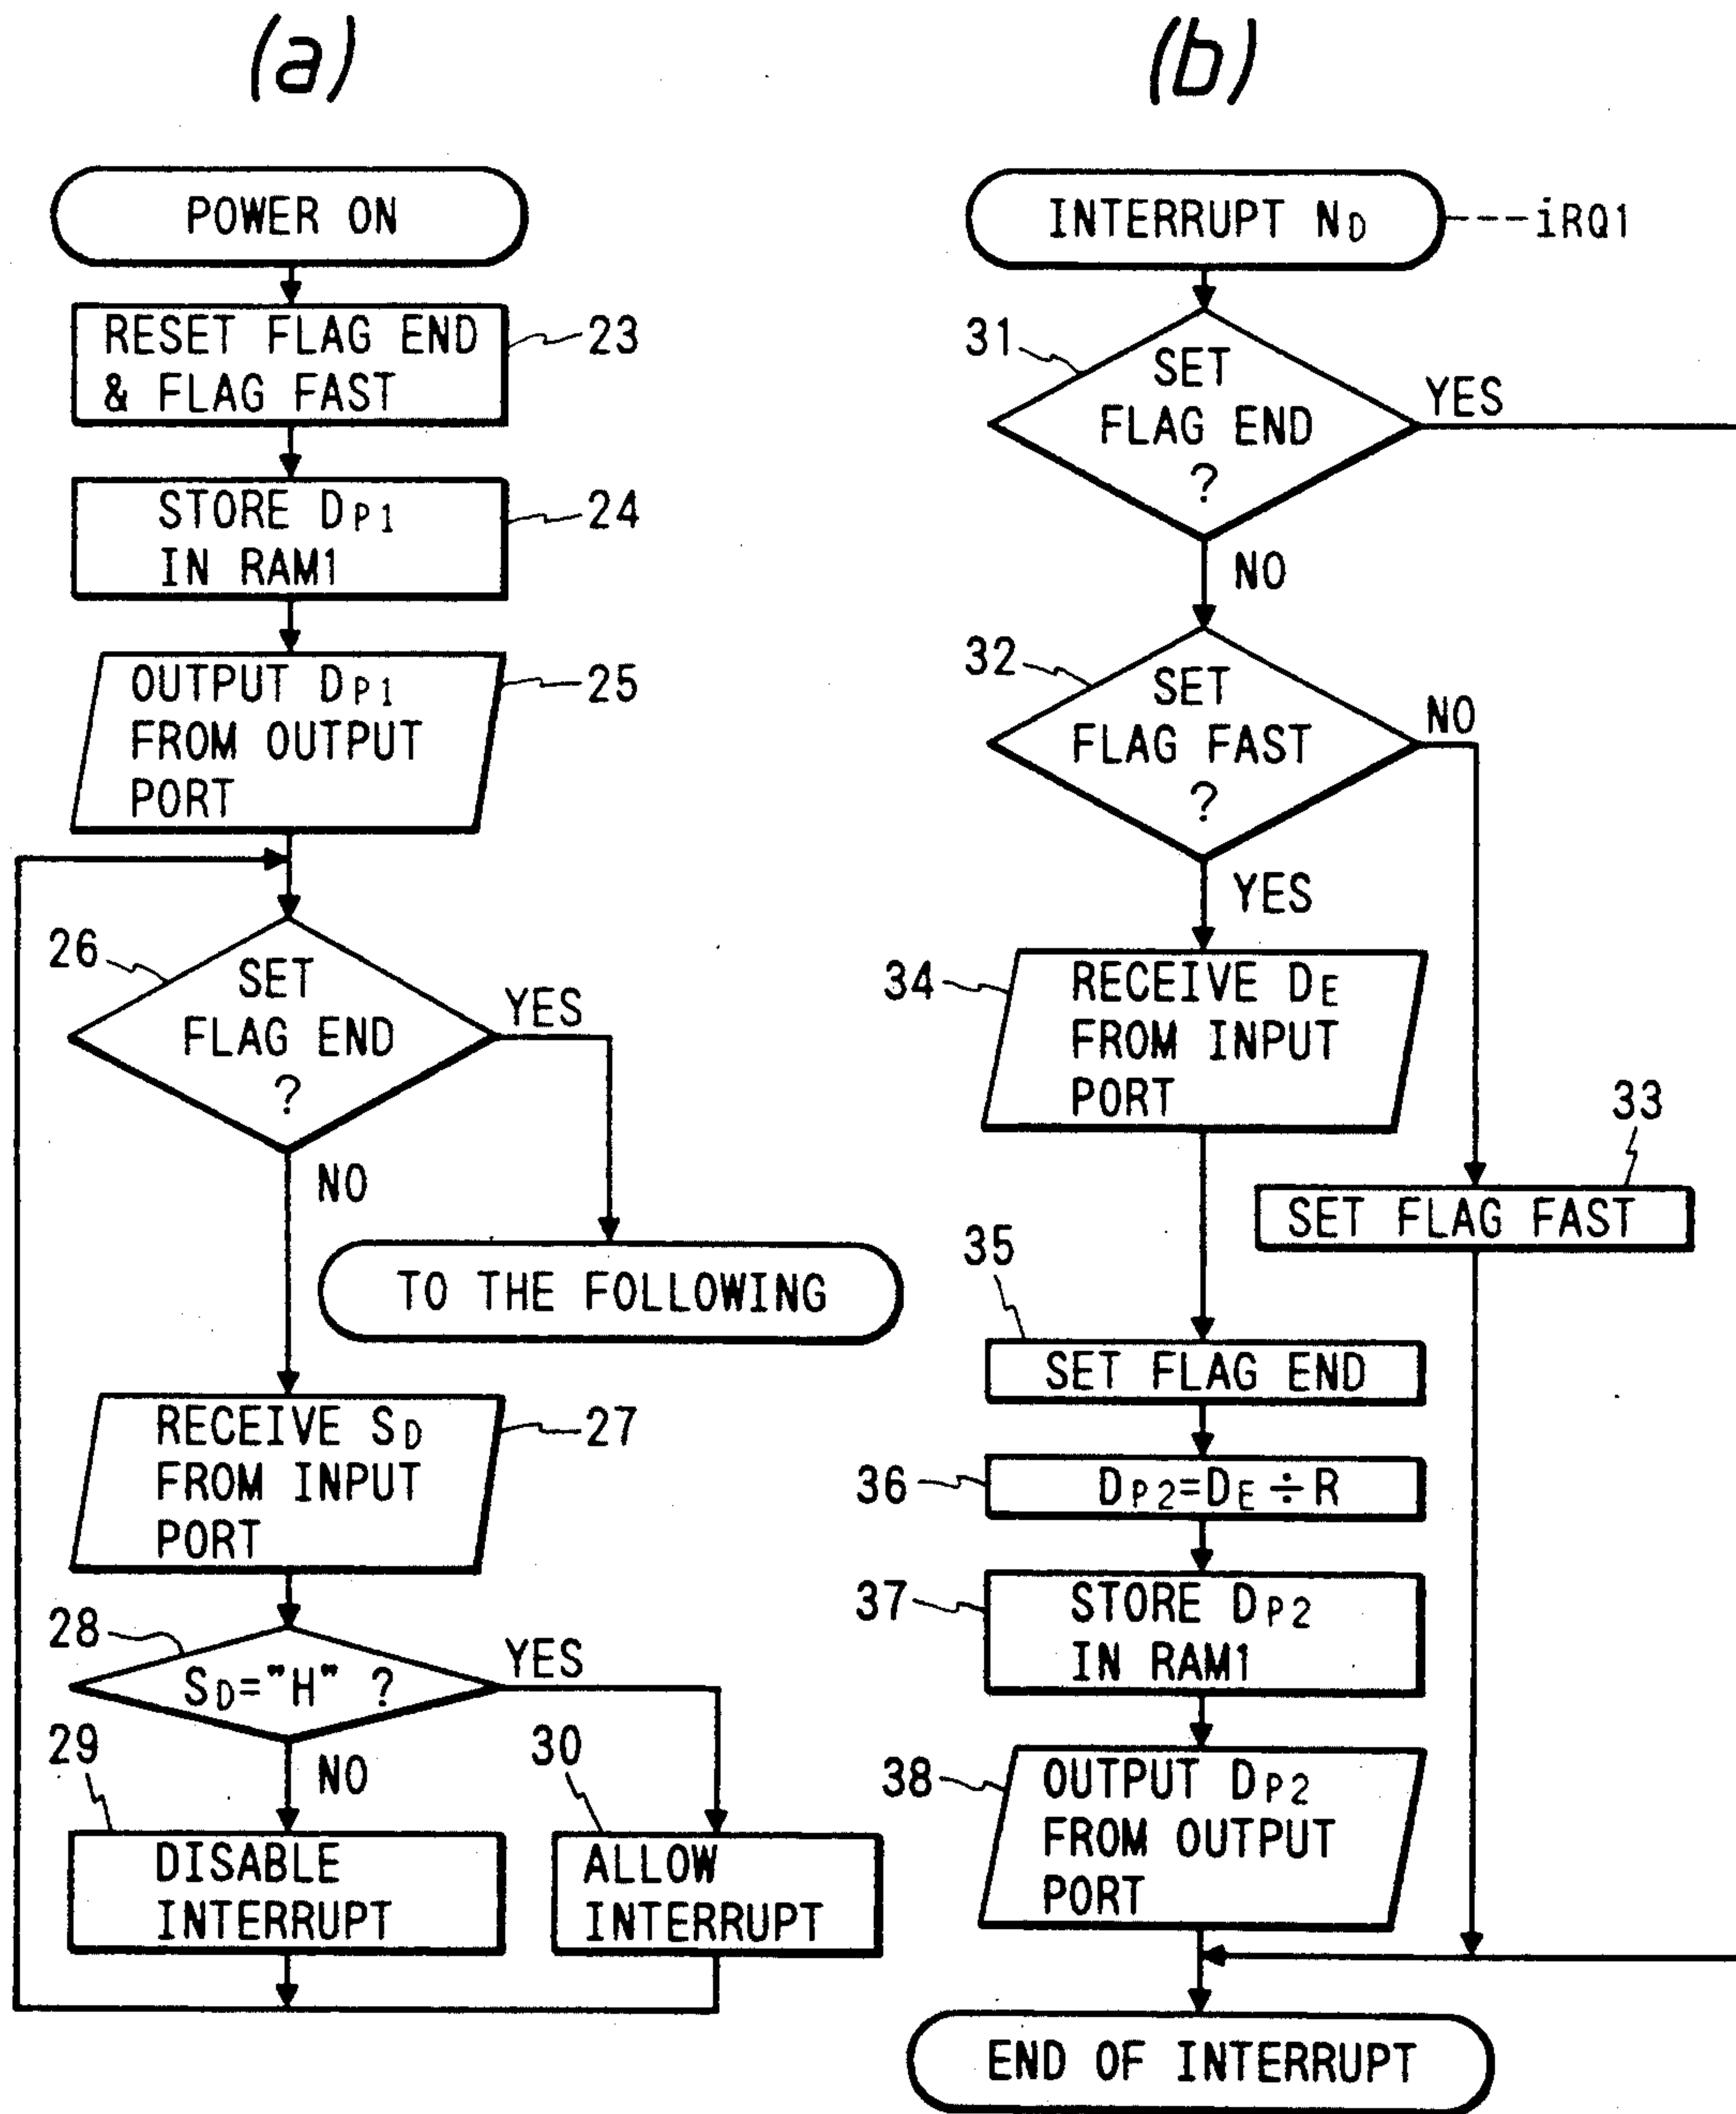 (a)
POWER ON
RESET FLAG END
& FLAG FAST
23
STORE DP1
IN RAM1
24
OUTPUT DP1
FROM OUTPUT
PORT
25
26
SET
FLAG END
?
YES
NO
TO THE FOLLOWING
RECEIVE SD
FROM INPUT
PORT
27
28
SD="H" ?
YES
NO
29
DISABLE
INTERRUPT
30
ALLOW
INTERRUPT
(b)
INTERRUPT ND
iRQ1
31
SET
FLAG END
?
YES
NO
32
SET
FLAG FAST
?
NO
YES
34
RECEIVE DE
FROM INPUT
PORT
33
SET FLAG FAST
35
SET FLAG END
36
DP2=DE÷R
37
STORE DP2
IN RAM1
38
OUTPUT DP2
FROM OUTPUT
PORT
END OF INTERRUPT